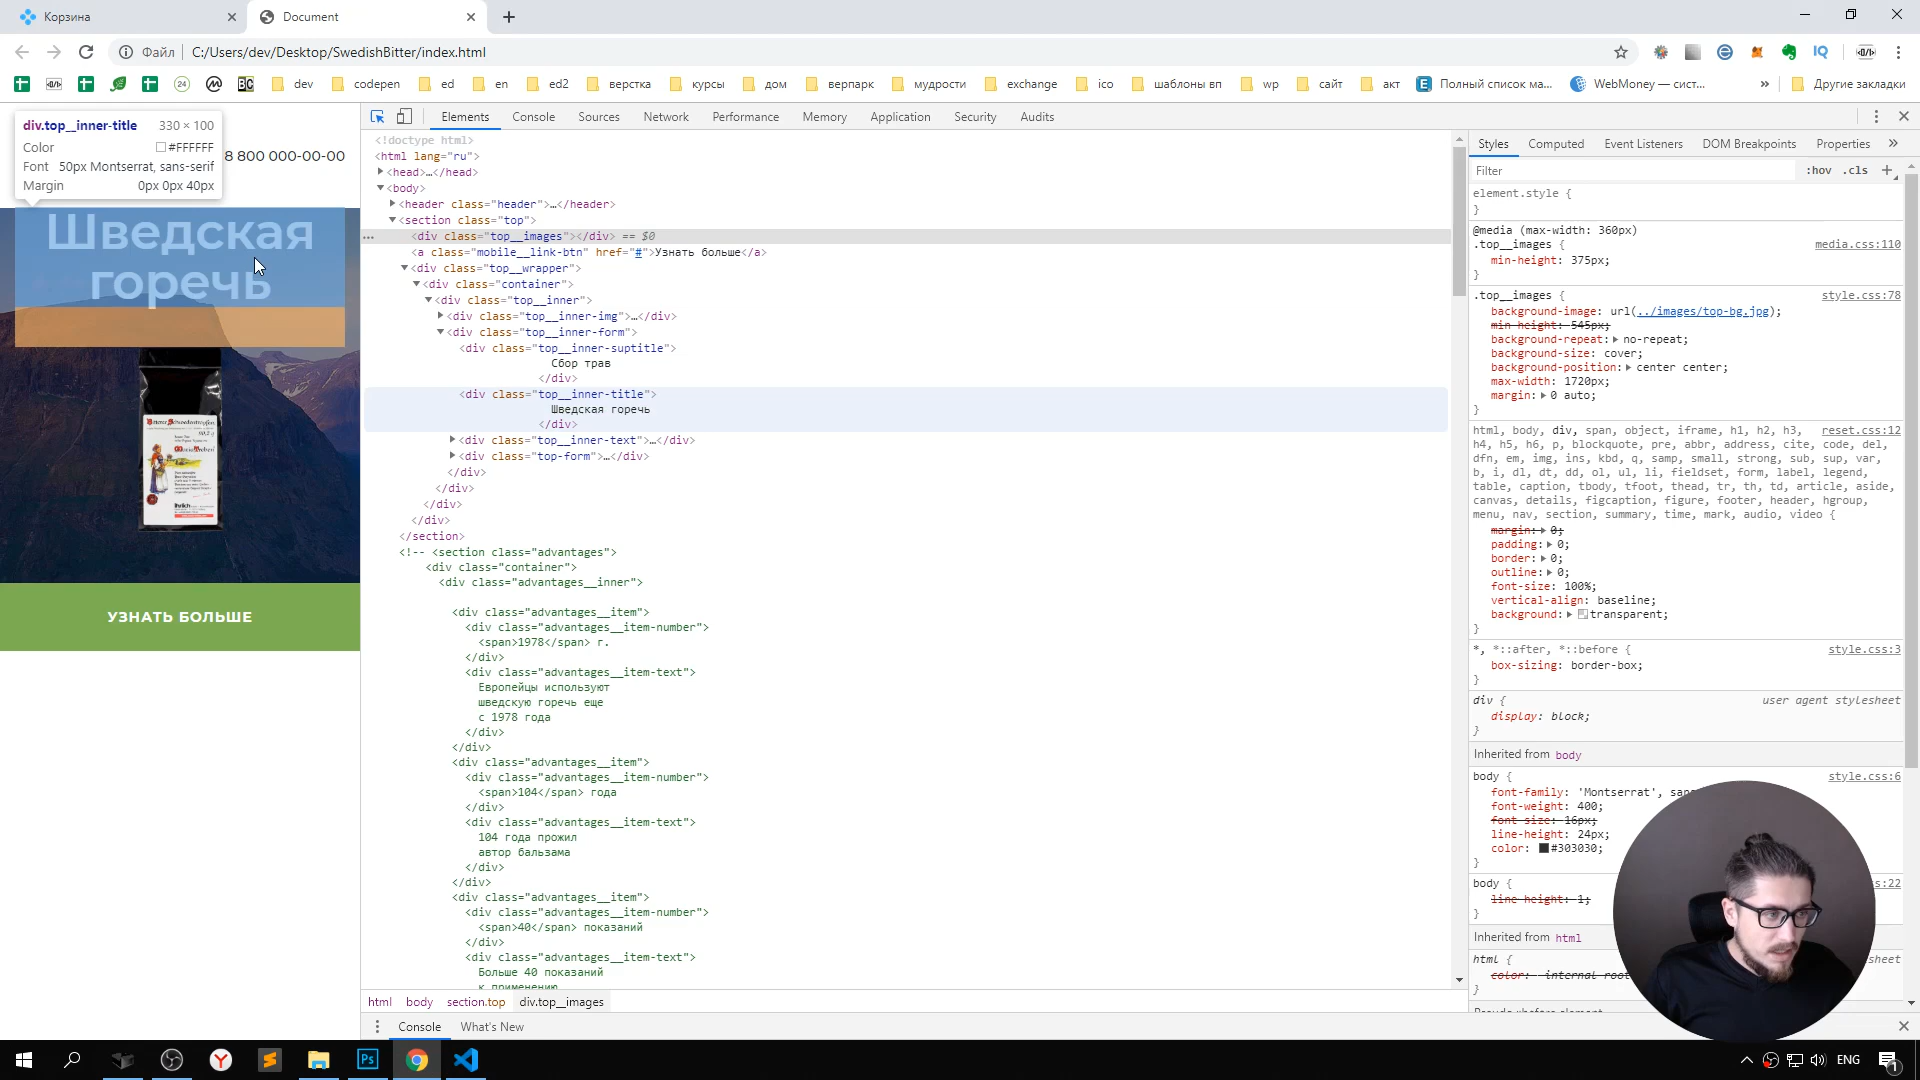 Корзина
Document
Файл
C:/Users/dev/Desktop/SwedishBitter/index.html
dev
codepen
ed
en
ed2
верстка
курсы
дом
верпарк
мудрости
exchange
ico
шаблоны вп
wp
сайт
акт
Полный список ма...
WebMoney — сист...
»
Другие закладки
div.top__inner-title 330 × 100
Color #FFFFFF
Font 50px Montserrat, sans-serif
Margin 0px 0px 40px
8 800 000-00-00
Шведская
горечь
УЗНАТЬ БОЛЬШЕ
Elements Console Sources Network Performance Memory Application Security Audits
<!doctype html>
<html lang="ru">
<head>…</head>
<body>
<header class="header">…</header>
<section class="top">
<div class="top__images"></div> == $0
<a class="mobile__link-btn" href="#">Узнать больше</a>
<div class="top__wrapper">
<div class="container">
<div class="top__inner">
<div class="top__inner-img">…</div>
<div class="top__inner-form">
<div class="top__inner-suptitle">
Сбор трав
</div>
<div class="top__inner-title">
Шведская горечь
</div>
<div class="top__inner-text">…</div>
<div class="top-form">…</div>
</div>
</div>
</div>
</div>
</section>
<!-- <section class="advantages">
<div class="container">
<div class="advantages__inner">
<div class="advantages__item">
<div class="advantages__item-number">
<span>1978</span> г.
</div>
<div class="advantages__item-text">
Европейцы используют
шведскую горечь еще
с 1978 года
</div>
</div>
<div class="advantages__item">
<div class="advantages__item-number">
<span>104</span> года
</div>
<div class="advantages__item-text">
104 года прожил
автор бальзама
</div>
</div>
<div class="advantages__item">
<div class="advantages__item-number">
<span>40</span> показаний
</div>
<div class="advantages__item-text">
Больше 40 показаний
к применению
html body section.top div.top__images
Console What's New
Styles Computed Event Listeners DOM Breakpoints Properties »
Filter :hov .cls +
element.style {
}
@media (max-width: 360px)
.top__images { media.css:110
min-height: 375px;
}
.top__images { style.css:78
background-image: url(../images/top-bg.jpg);
min-height: 545px;
background-repeat: no-repeat;
background-size: cover;
background-position: center center;
max-width: 1720px;
margin: 0 auto;
}
html, body, div, span, object, iframe, h1, h2, h3, reset.css:12
h4, h5, h6, p, blockquote, pre, abbr, address, cite, code, del,
dfn, em, img, ins, kbd, q, samp, small, strong, sub, sup, var,
b, i, dl, dt, dd, ol, ul, li, fieldset, form, label, legend,
table, caption, tbody, tfoot, thead, tr, th, td, article, aside,
canvas, details, figcaption, figure, footer, header, hgroup,
menu, nav, section, summary, time, mark, audio, video {
margin: 0;
padding: 0;
border: 0;
outline: 0;
font-size: 100%;
vertical-align: baseline;
background: transparent;
}
*, *::after, *::before { style.css:3
box-sizing: border-box;
}
div { user agent stylesheet
display: block;
}
Inherited from body
body { style.css:6
font-family: 'Montserrat',
font-weight: 400;
font-size: 16px;
line-height: 24px;
color: #303030;
}
body {
line-height: 1;
}
Inherited from html
html {
color:
}
ENG